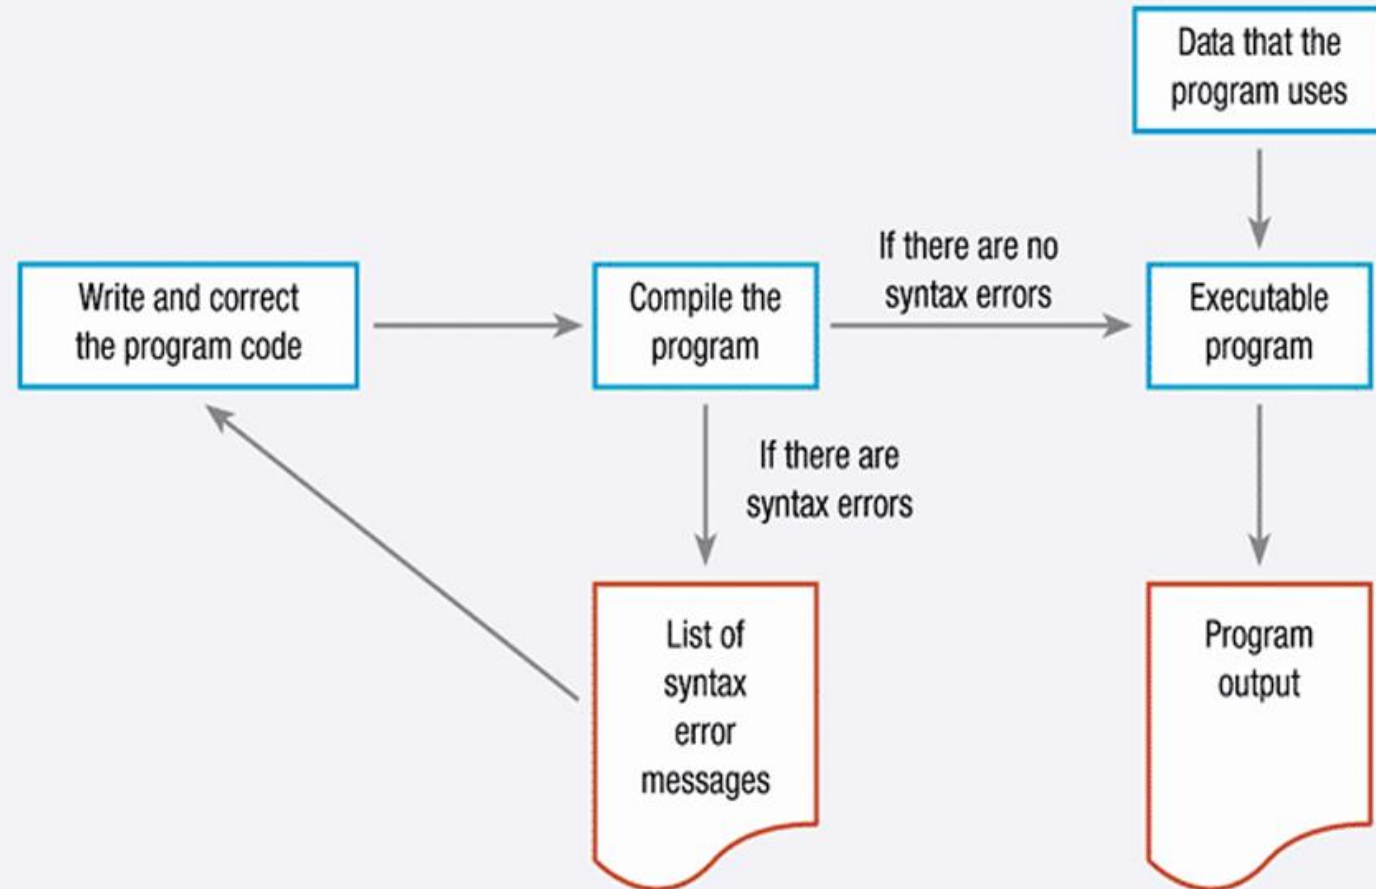 Data that the
program uses
If there are no
syntax errors
Write and correct
the program code
Compile the
program
Executable
program
If there are
syntax errors
List of
syntax
error
messages
Program
output